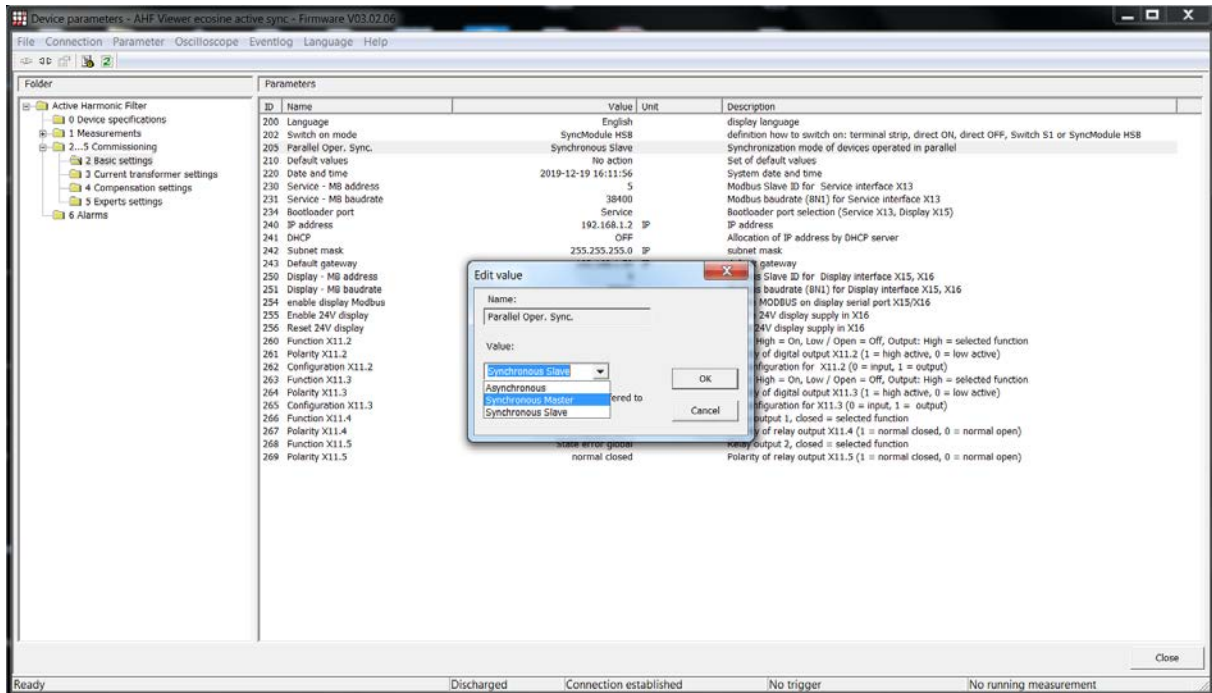 Device parameters - AHF Viewer ecosine active sync - Firmware V03.02.06
File Connection Parameter Oscilloscope Eventlog Language Help
Folder
Parameters
Active Harmonic Filter
0 Device specifications
1 Measurements
2...5 Commissioning
2 Basic settings
3 Current transformer settings
4 Compensation settings
5 Experts settings
6 Alarms
ID Name Value Unit Description
200 Language English display language
202 Switch on mode SyncModule HSB definition how to switch on: terminal strip, direct ON, direct OFF, Switch S1 or SyncModule HSB
205 Parallel Oper. Sync. Synchronous Slave Synchronization mode of devices operated in parallel
210 Default values No action Set of default values
220 Date and time 2019-12-19 16:11:56 System date and time
230 Service - MB address 5 Modbus Slave ID for Service interface X13
231 Service - MB baudrate 38400 Modbus baudrate (8N1) for Service interface X13
234 Bootloader port Service Bootloader port selection (Service X13, Display X15)
240 IP address 192.168.1.2 IP IP address
241 DHCP OFF Allocation of IP address by DHCP server
242 Subnet mask 255.255.255.0 IP subnet mask
243 Default gateway gateway
250 Display - MB address Slave ID for Display interface X15, X16
251 Display - MB baudrate baudrate (8N1) for Display interface X15, X16
254 enable display Modbus MODBUS on display serial port X15/X16
255 Enable 24V display 24V display supply in X16
256 Reset 24V display 24V display supply in X16
260 Function X11.2 High = On, Low / Open = Off, Output: High = selected function
261 Polarity X11.2 of digital output X11.2 (1 = high active, 0 = low active)
262 Configuration X11.2 for X11.2 (0 = input, 1 = output)
263 Function X11.3 High = On, Low / Open = Off, Output: High = selected function
264 Polarity X11.3 of digital output X11.3 (1 = high active, 0 = low active)
265 Configuration X11.3 for X11.3 (0 = input, 1 = output)
266 Function X11.4 output 1, closed = selected function
267 Polarity X11.4 of relay output X11.4 (1 = normal closed, 0 = normal open)
268 Function X11.5 State error global Relay output 2, closed = selected function
269 Polarity X11.5 normal closed Polarity of relay output X11.5 (1 = normal closed, 0 = normal open)
Edit value
Name:
Parallel Oper. Sync.
Value:
Synchronous Slave
Asynchronous
Synchronous Master
Synchronous Slave
ered to
OK
Cancel
Close
Ready Discharged Connection established No trigger No running measurement